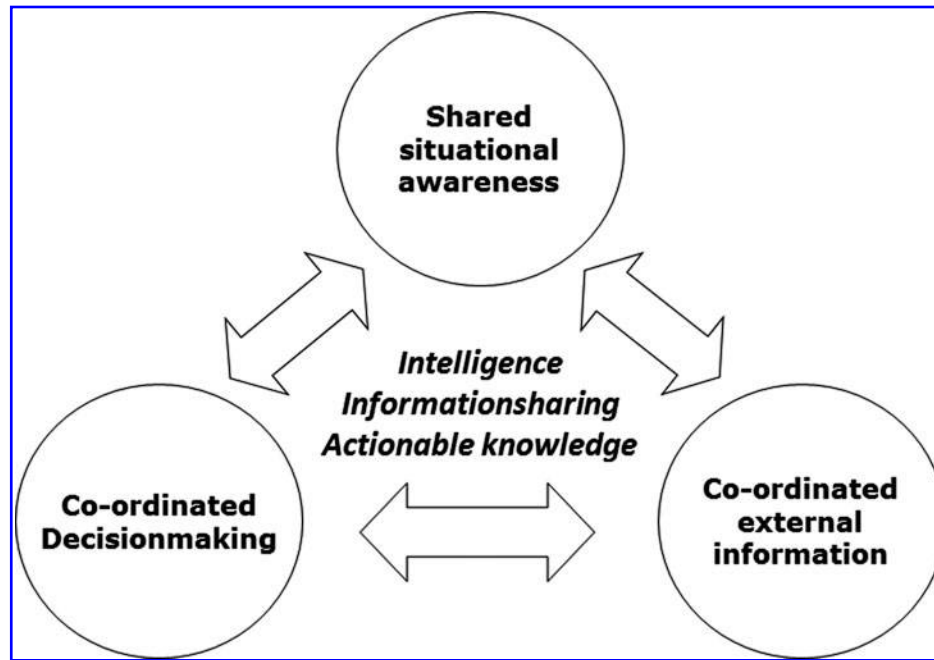 Shared
situational
awareness
Intelligence
Informationsharing
Actionable knowledge
Co-ordinated
Decisionmaking
Co-ordinated
external
information